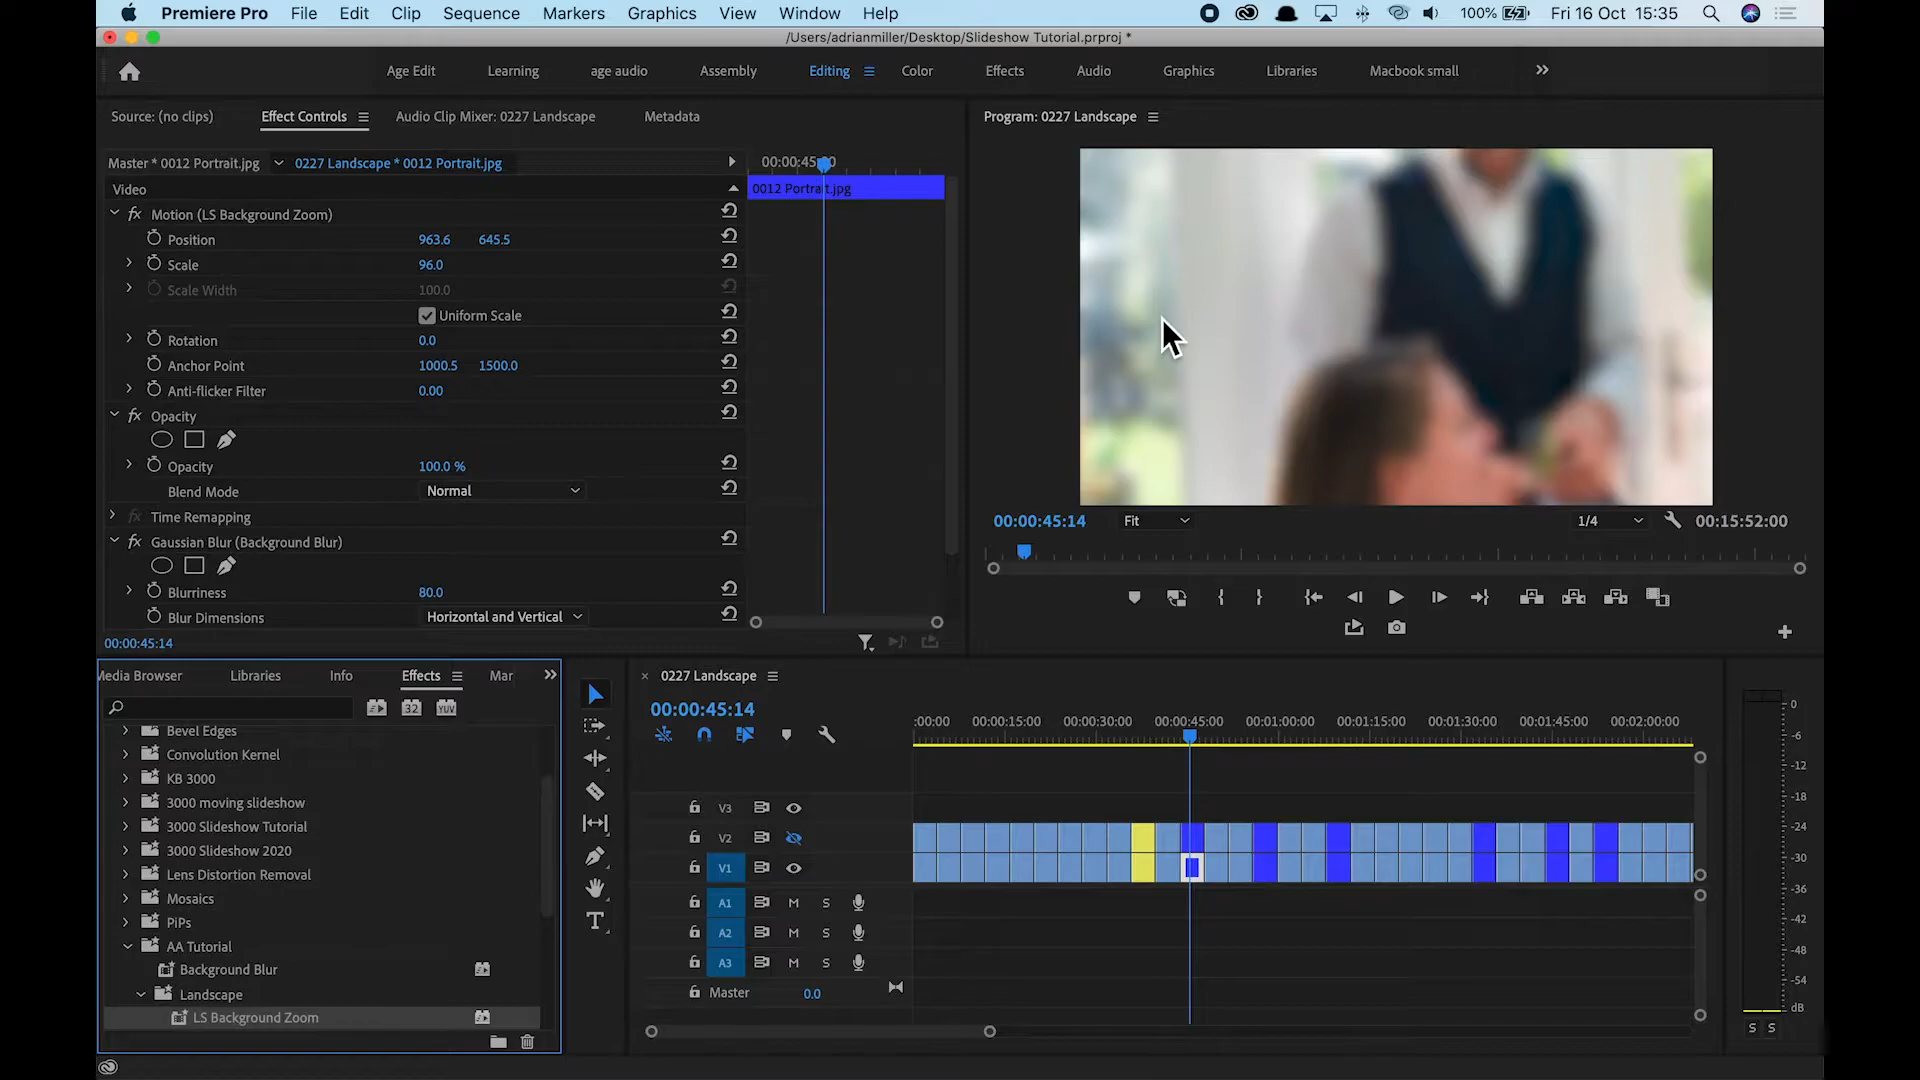 Premiere Pro File Edit Clip Sequence Markers Graphics View Window Help 100% Fri 16 Oct 15:35
/Users/adrianmiller/Desktop/Slideshow Tutorial.prproj *
Age Edit Learning age audio Assembly Editing Color Effects Audio Graphics Libraries Macbook small
Source: (no clips) Effect Controls Audio Clip Mixer: 0227 Landscape Metadata
Program: 0227 Landscape
Master * 0012 Portrait.jpg 0227 Landscape * 0012 Portrait.jpg
Video
0012 Portrait.jpg
fx Motion (LS Background Zoom)
Position 963.6 645.5
Scale 96.0
Scale Width 100.0
Uniform Scale
Rotation 0.0
Anchor Point 1000.5 1500.0
Anti-flicker Filter 0.00
fx Opacity
Opacity 100.0 %
Blend Mode Normal
fx Time Remapping
fx Gaussian Blur (Background Blur)
Blurriness 80.0
Blur Dimensions Horizontal and Vertical
00:00:45:14
00:00:45:14 Fit 1/4 00:15:52:00
Media Browser Libraries Info Effects Mar
32 YUV
Bevel Edges
Convolution Kernel
KB 3000
3000 moving slideshow
3000 Slideshow Tutorial
3000 Slideshow 2020
Lens Distortion Removal
Mosaics
PiPs
AA Tutorial
Background Blur
Landscape
LS Background Zoom
0227 Landscape
00:00:45:14
:00:00 00:00:15:00 00:00:30:00 00:00:45:00 00:01:00:00 00:01:15:00 00:01:30:00 00:01:45:00 00:02:00:00
V3
V2
V1
A1 M S
A2 M S
A3 M S
Master 0.0
0
-6
-12
-18
-24
-30
-36
-42
-48
-54
dB
S S